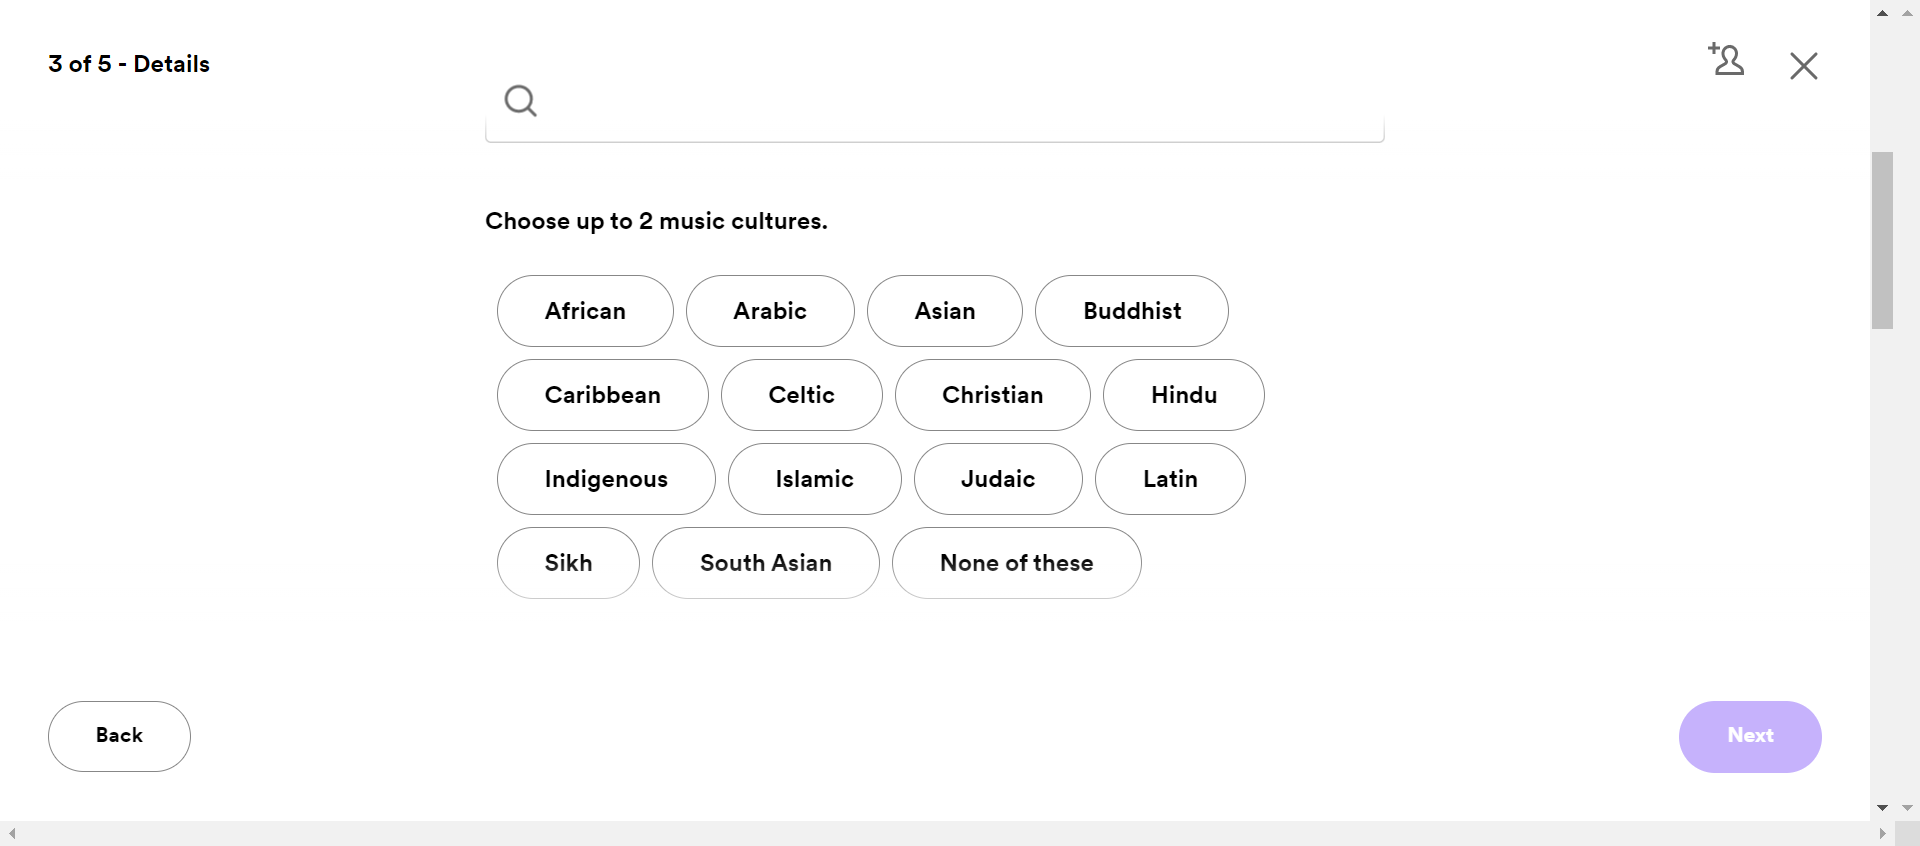 3 of 5 - Details
Choose up to 2 music cultures.
African Arabic Asian Buddhist
Caribbean Celtic Christian Hindu
Indigenous Islamic Judaic Latin
Sikh South Asian None of these
Back Next